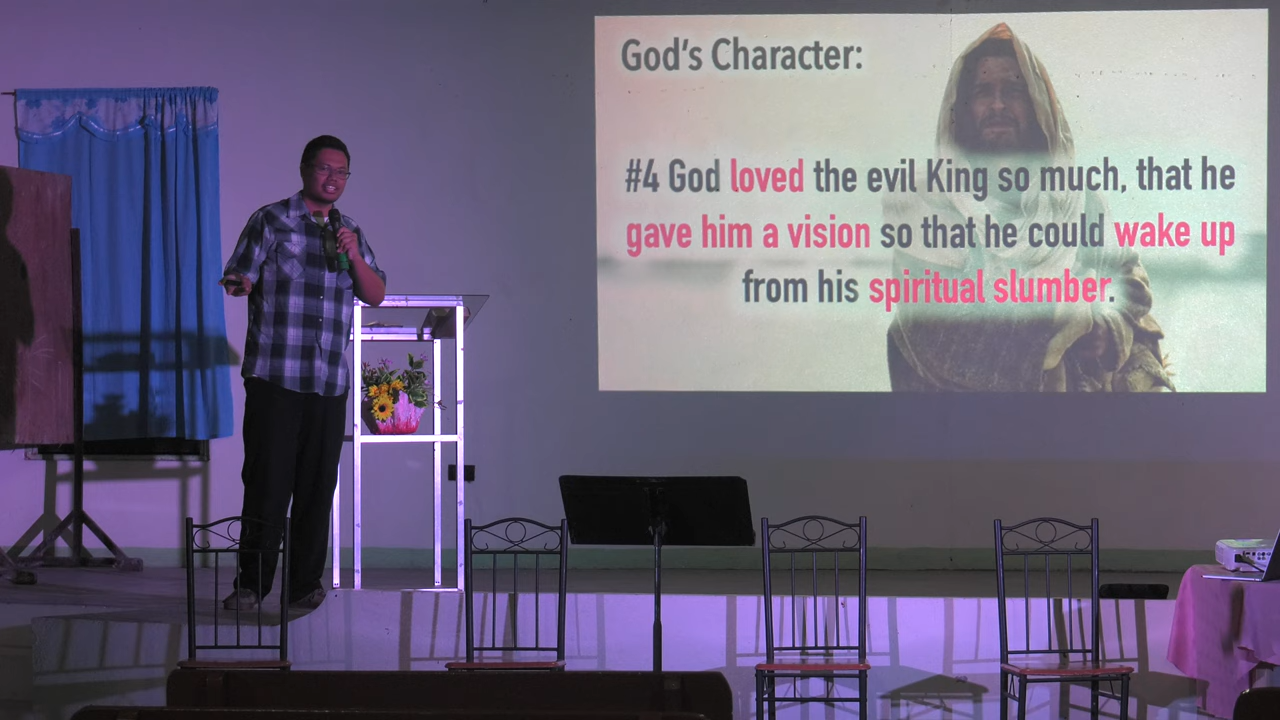 God's Character:
#4 God loved the evil King so much, that he
gave him a vision so that he could wake up
from his spiritual slumber.